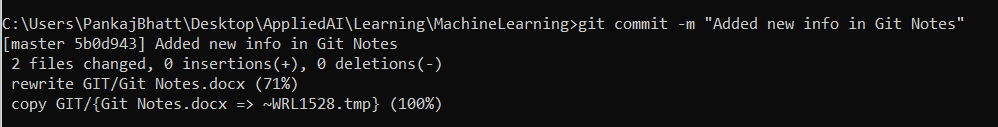 C:\Users\PankajBhatt\Desktop\AppliedAI\Learning\MachineLearning>git commit -m "Added new info in Git Notes"
[master 5b0d943] Added new info in Git Notes
 2 files changed, 0 insertions(+), 0 deletions(-)
 rewrite GIT/Git Notes.docx (71%)
 copy GIT/{Git Notes.docx => ~WRL1528.tmp} (100%)